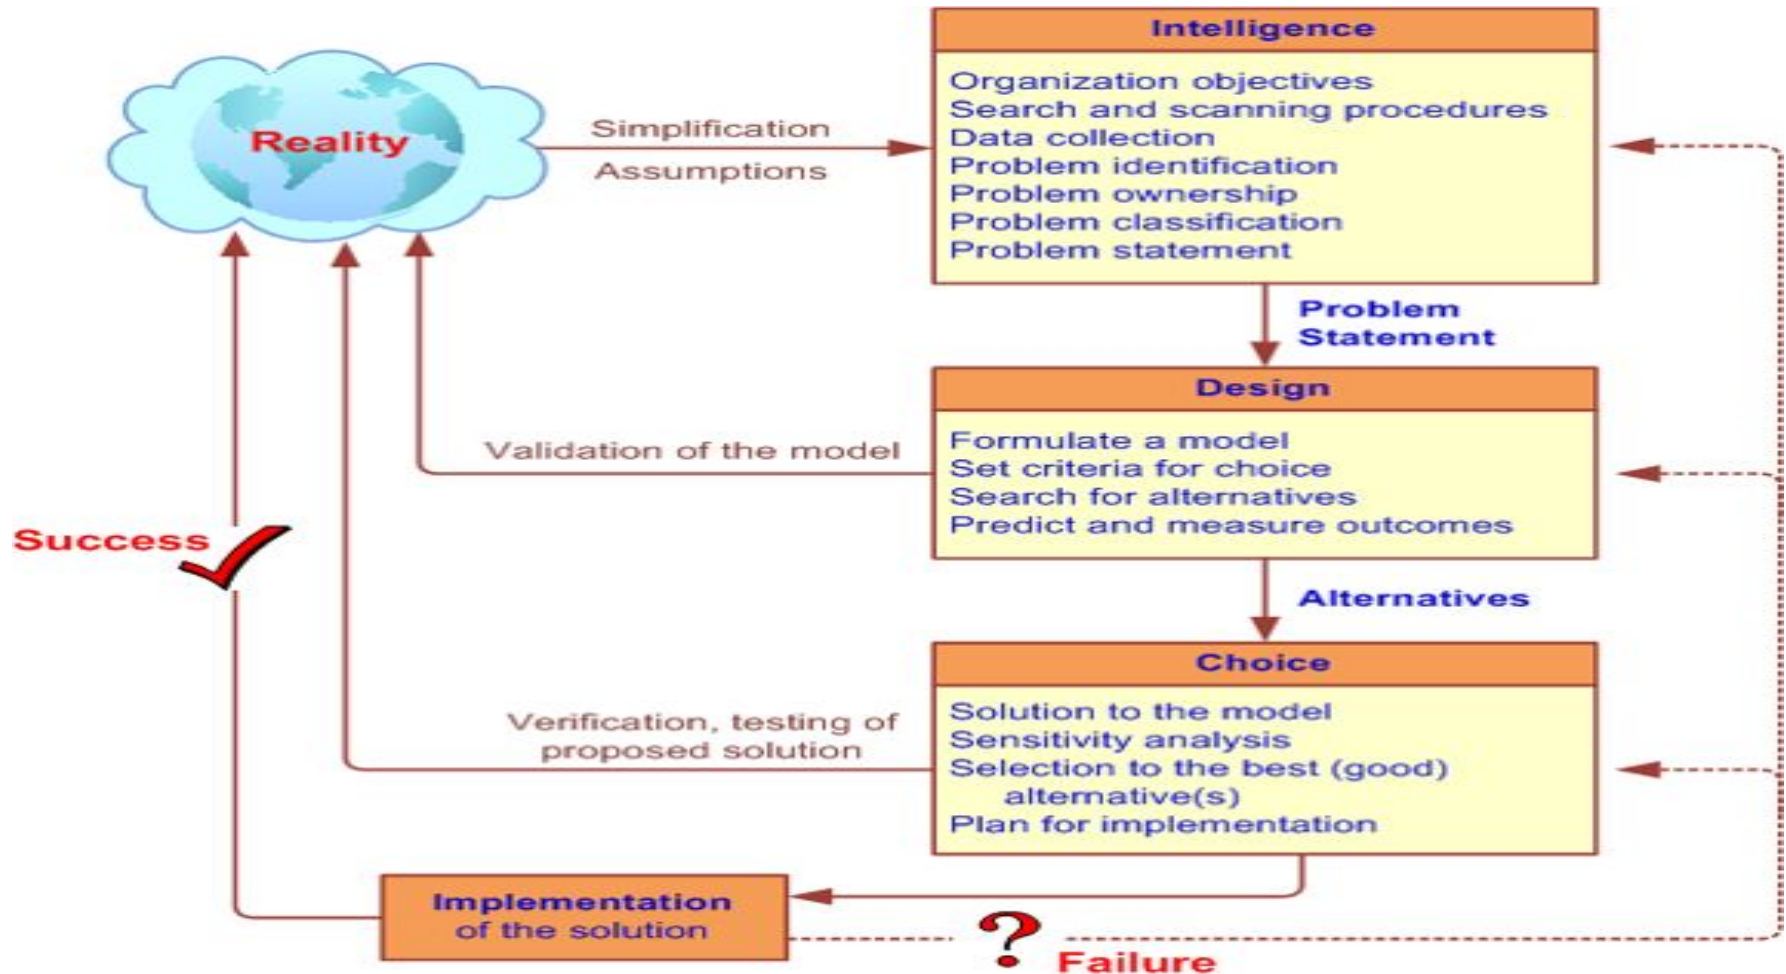 Reality
Simplification
Assumptions
Intelligence
Organization objectives
Search and scanning procedures
Data collection
Problem identification
Problem ownership
Problem classification
Problem statement
Problem
Statement
Design
Formulate a model
Set criteria for choice
Search for alternatives
Predict and measure outcomes
Validation of the model
Success
Alternatives
Choice
Solution to the model
Sensitivity analysis
Selection to the best (good)
alternative(s)
Plan for implementation
Verification, testing of
proposed solution
Implementation
of the solution
?
Failure